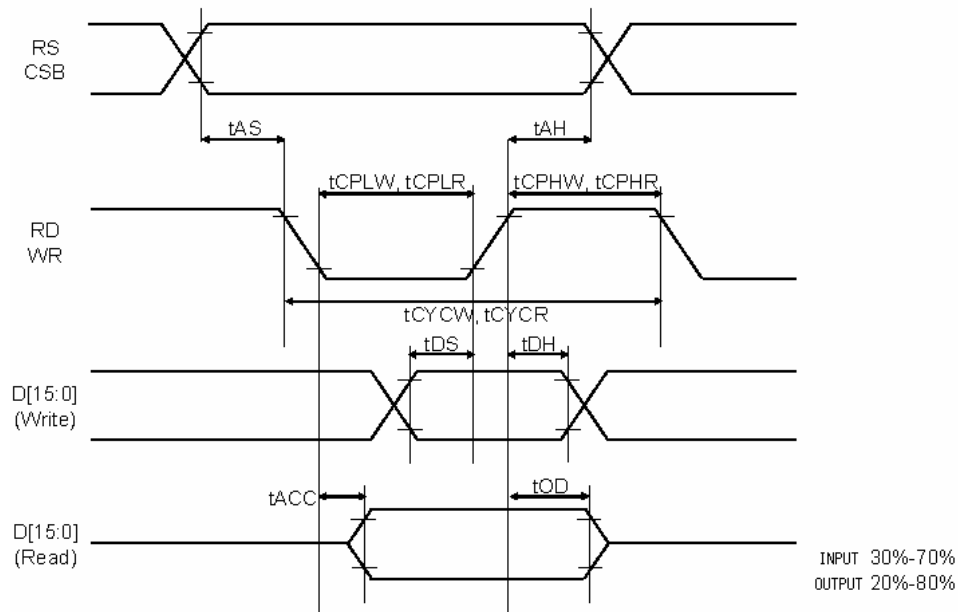 RS
CSB
tAS
tAH
tCPLW, tCPLR
tCPHW, tCPHR
RD
WR
tCYCW, tCYCR
tDS
tDH
D[15:0]
(Write)
tACC
tOD
D[15:0]
(Read)
INPUT 30%-70%
OUTPUT 20%-80%